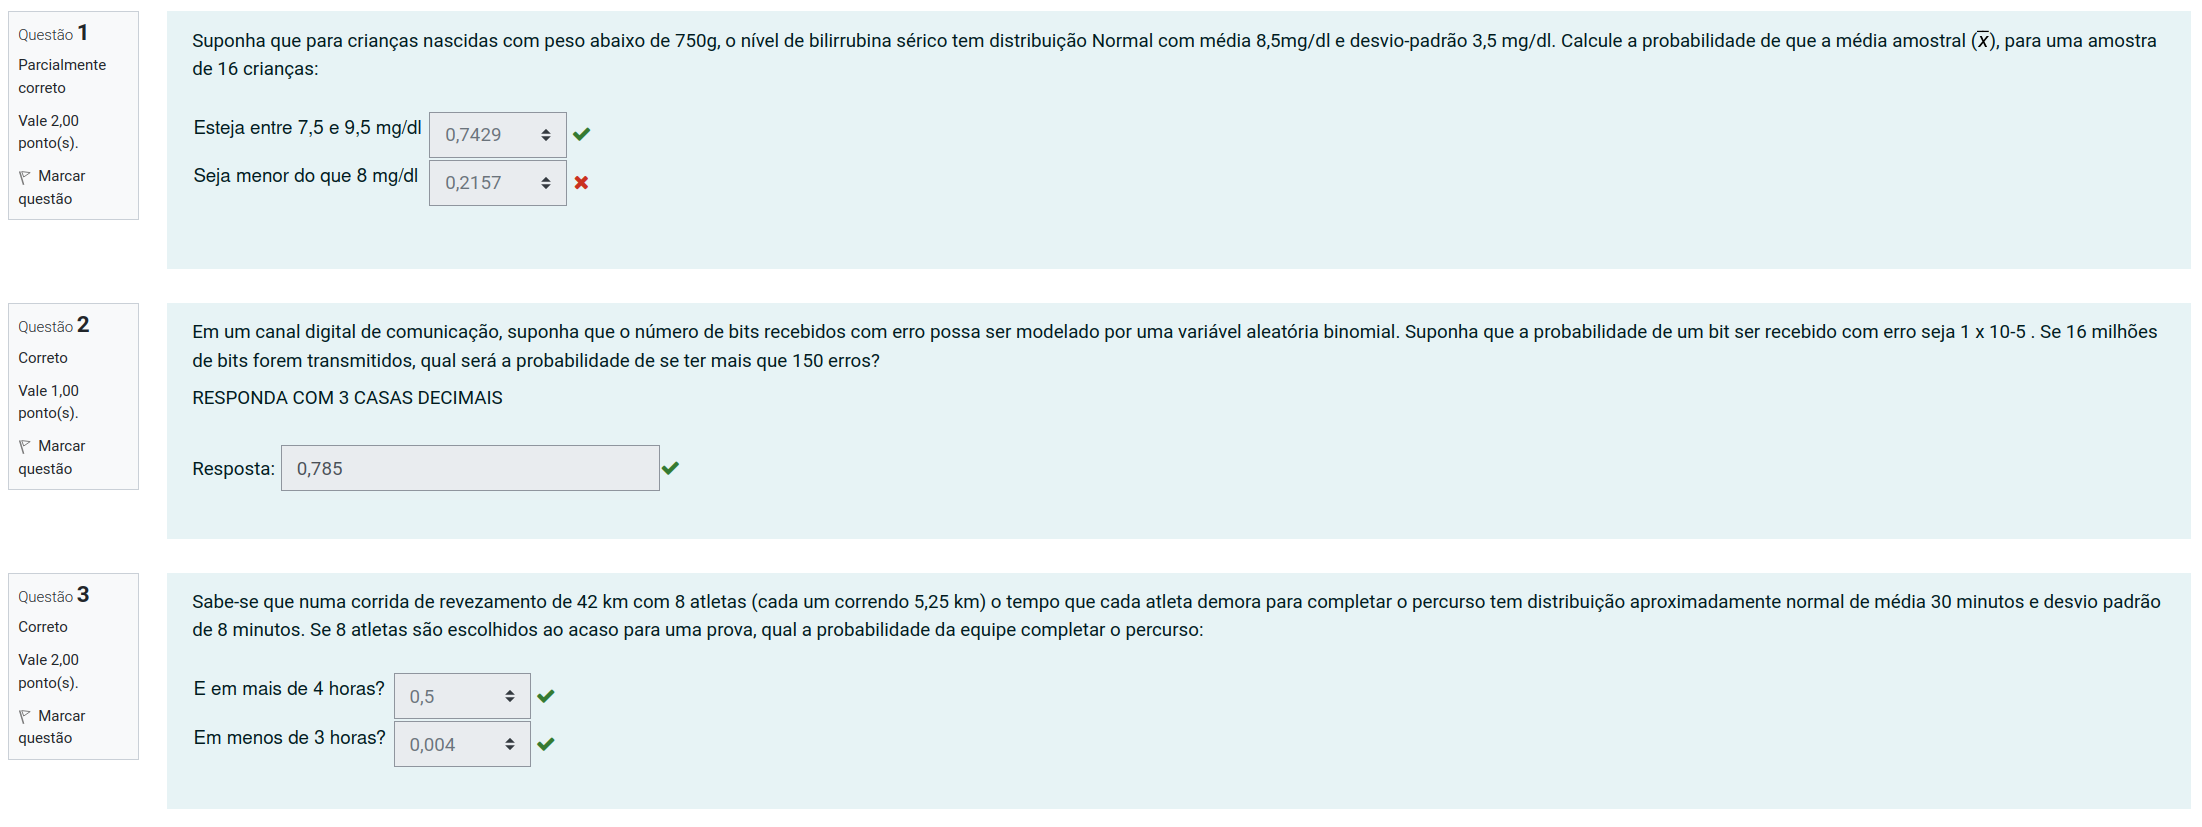 Questão 1
Parcialmente
correto
Vale 2,00
ponto(s).
Marcar
questão
Suponha que para crianças nascidas com peso abaixo de 750g, o nível de bilirrubina sérico tem distribuição Normal com média 8,5mg/dl e desvio-padrão 3,5 mg/dl. Calcule a probabilidade de que a média amostral (x̅), para uma amostra
de 16 crianças:
Esteja entre 7,5 e 9,5 mg/dl 0,7429
Seja menor do que 8 mg/dl 0,2157
Questão 2
Correto
Vale 1,00
ponto(s).
Marcar
questão
Em um canal digital de comunicação, suponha que o número de bits recebidos com erro possa ser modelado por uma variável aleatória binomial. Suponha que a probabilidade de um bit ser recebido com erro seja 1 x 10-5 . Se 16 milhões
de bits forem transmitidos, qual será a probabilidade de se ter mais que 150 erros?
RESPONDA COM 3 CASAS DECIMAIS
Resposta: 0,785
Questão 3
Correto
Vale 2,00
ponto(s).
Marcar
questão
Sabe-se que numa corrida de revezamento de 42 km com 8 atletas (cada um correndo 5,25 km) o tempo que cada atleta demora para completar o percurso tem distribuição aproximadamente normal de média 30 minutos e desvio padrão
de 8 minutos. Se 8 atletas são escolhidos ao acaso para uma prova, qual a probabilidade da equipe completar o percurso:
E em mais de 4 horas? 0,5
Em menos de 3 horas? 0,004